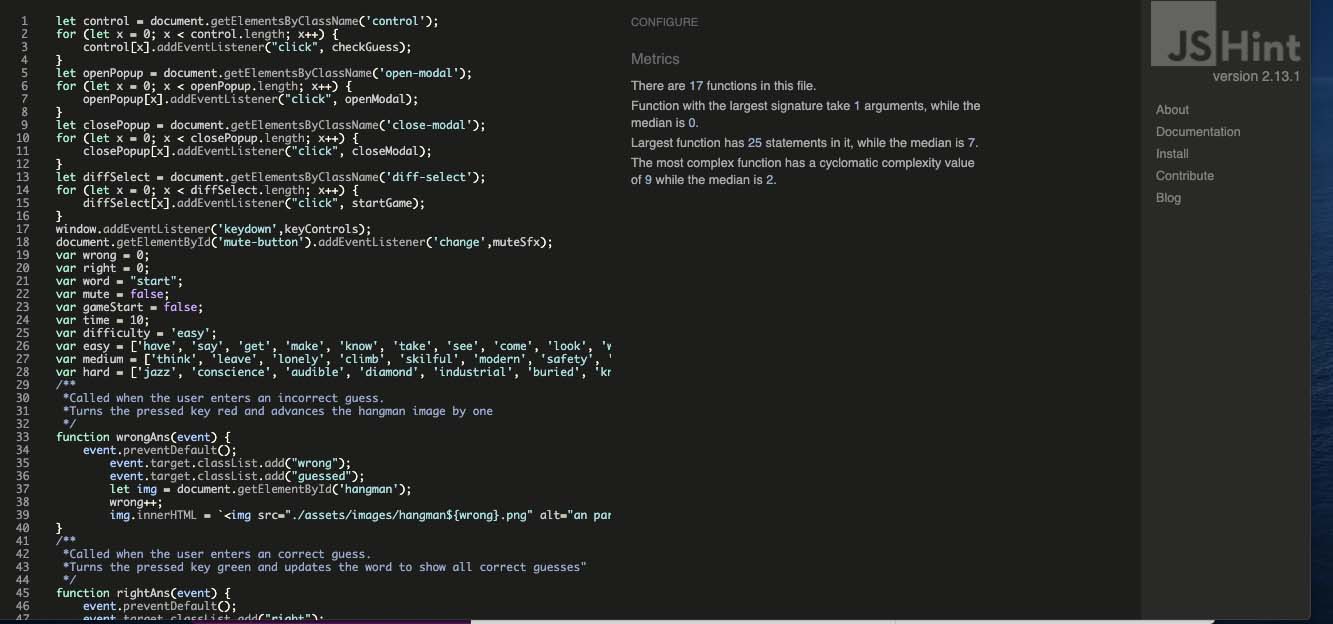 1 let control = document.getElementsByClassName('control');
2 for (let x = 0; x < control.length; x++) {
3 control[x].addEventListener("click", checkGuess);
4 }
5 let openPopup = document.getElementsByClassName('open-modal');
6 for (let x = 0; x < openPopup.length; x++) {
7 openPopup[x].addEventListener("click", openModal);
8 }
9 let closePopup = document.getElementsByClassName('close-modal');
10 for (let x = 0; x < closePopup.length; x++) {
11 closePopup[x].addEventListener("click", closeModal);
12 }
13 let diffSelect = document.getElementsByClassName('diff-select');
14 for (let x = 0; x < diffSelect.length; x++) {
15 diffSelect[x].addEventListener("click", startGame);
16 }
17 window.addEventListener('keydown',keyControls);
18 document.getElementById('mute-button').addEventListener('change',muteSfx);
19 var wrong = 0;
20 var right = 0;
21 var word = "start";
22 var mute = false;
23 var gameStart = false;
24 var time = 10;
25 var difficulty = 'easy';
26 var easy = ['have', 'say', 'get', 'make', 'know', 'take', 'see', 'come', 'look', '
27 var medium = ['think', 'leave', 'lonely', 'climb', 'skilful', 'modern', 'safety', '
28 var hard = ['jazz', 'conscience', 'audible', 'diamond', 'industrial', 'buried', 'kr
29 /**
30 *Called when the user enters an incorrect guess.
31 *Turns the pressed key red and advances the hangman image by one
32 */
33 function wrongAns(event) {
34 event.preventDefault();
35 event.target.classList.add("wrong");
36 event.target.classList.add("guessed");
37 let img = document.getElementById('hangman');
38 wrong++;
39 img.innerHTML = `<img src="./assets/images/hangman${wrong}.png" alt="an par
40 }
41 /**
42 *Called when the user enters an correct guess.
43 *Turns the pressed key green and updates the word to show all correct guesses"
44 */
45 function rightAns(event) {
46 event.preventDefault();
47 event.target.classList.add("right");
CONFIGURE
Metrics
There are 17 functions in this file.
Function with the largest signature take 1 arguments, while the
median is 0.
Largest function has 25 statements in it, while the median is 7.
The most complex function has a cyclomatic complexity value
of 9 while the median is 2.
JSHint
version 2.13.1
About
Documentation
Install
Contribute
Blog